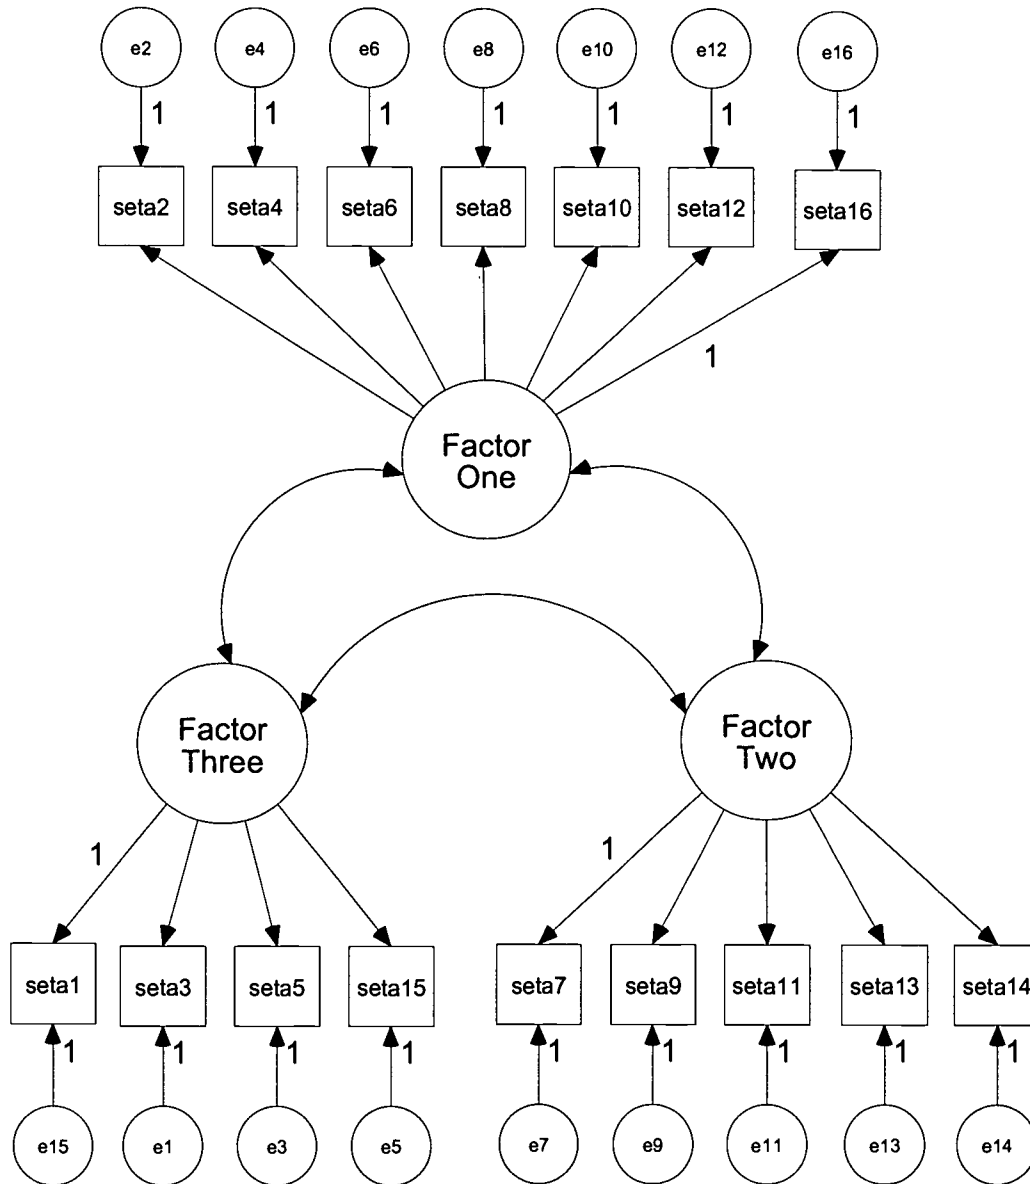 e2 e4 e6 e8 e10 e12 e16
1 1 1 1 1 1 1
seta2 seta4 seta6 seta8 seta10 seta12 seta16
1
Factor
One
Factor
Three
Factor
Two
1 1
seta1 seta3 seta5 seta15 seta7 seta9 seta11 seta13 seta14
1 1 1 1 1 1 1 1 1
e15 e1 e3 e5 e7 e9 e11 e13 e14